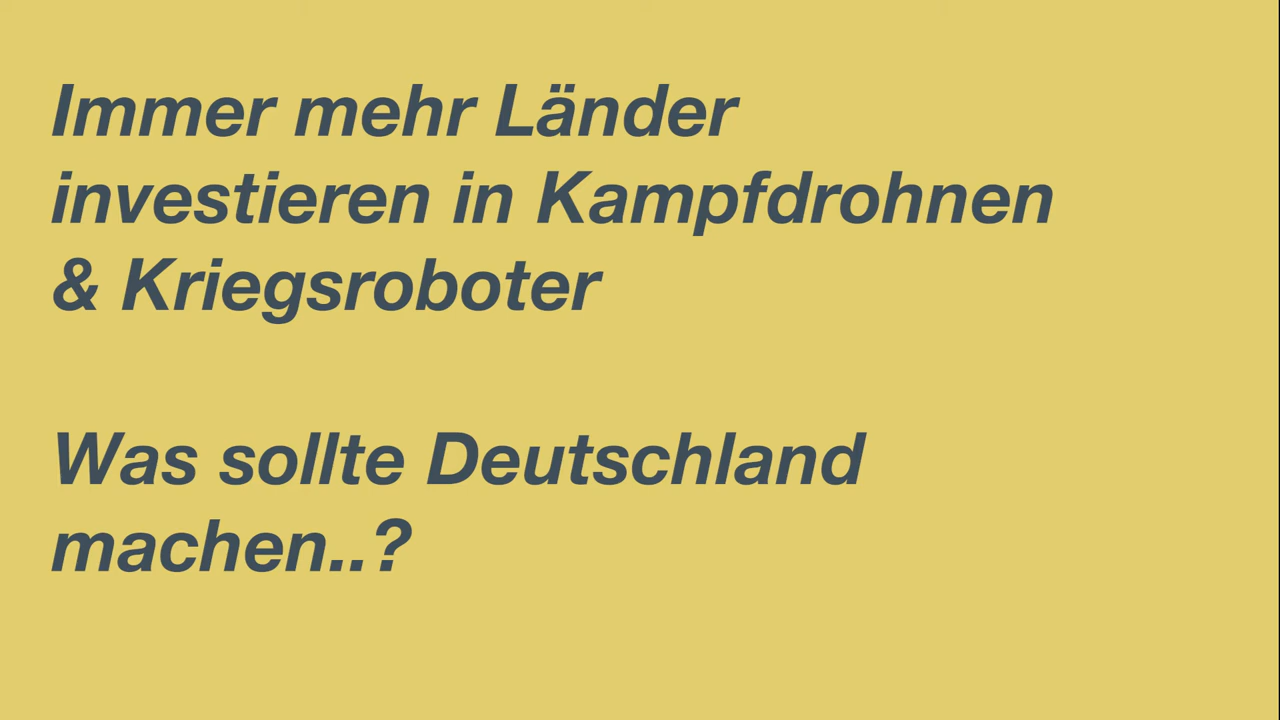 Immer mehr Länder
investieren in Kampfdrohnen
& Kriegsroboter
Was sollte Deutschland
machen..?